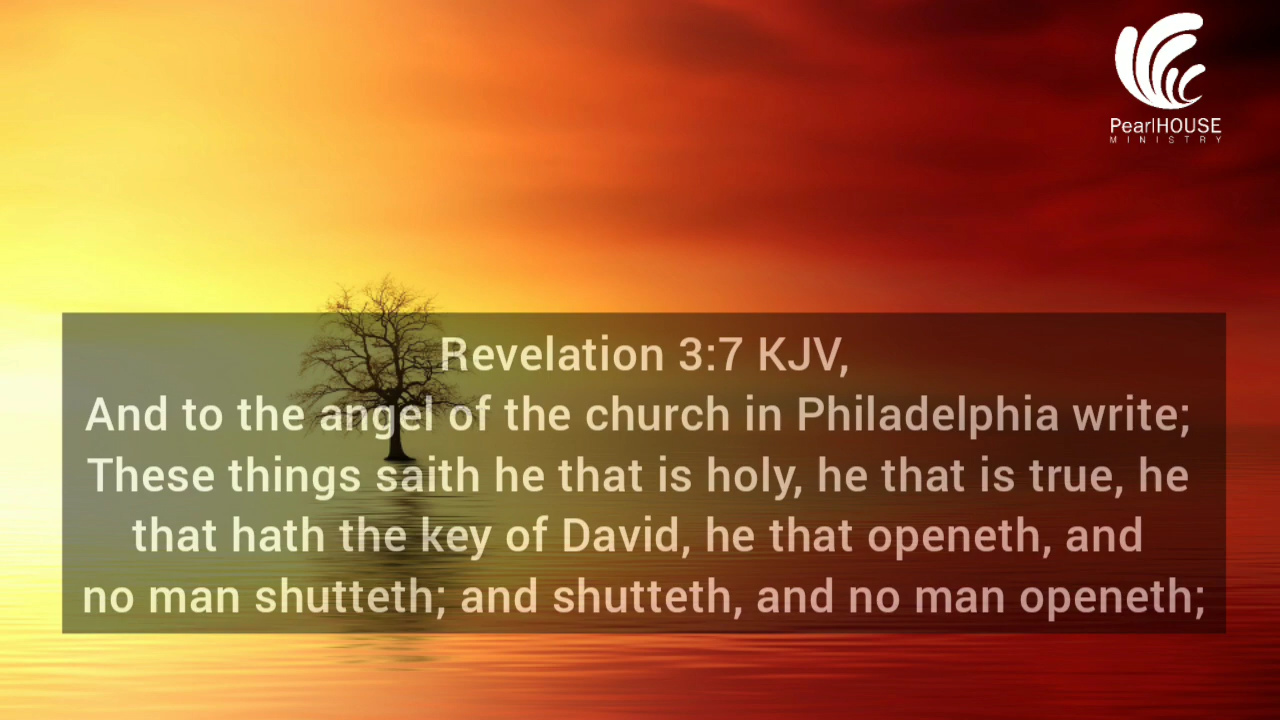 PearlHOUSE
MINISTRY
Revelation 3:7 KJV,
And to the angel of the church in Philadelphia write;
These things saith he that is holy, he that is true, he
that hath the key of David, he that openeth, and
no man shutteth; and shutteth, and no man openeth;